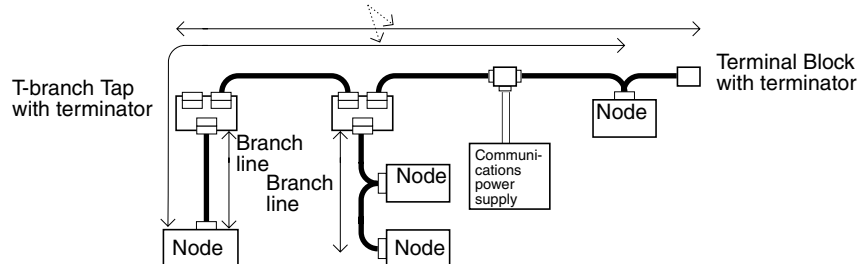 Terminal Block
with terminator
T-branch Tap
with terminator
Node
Branch
line
Branch
line
Communi-
cations
power
supply
Node
Node
Node